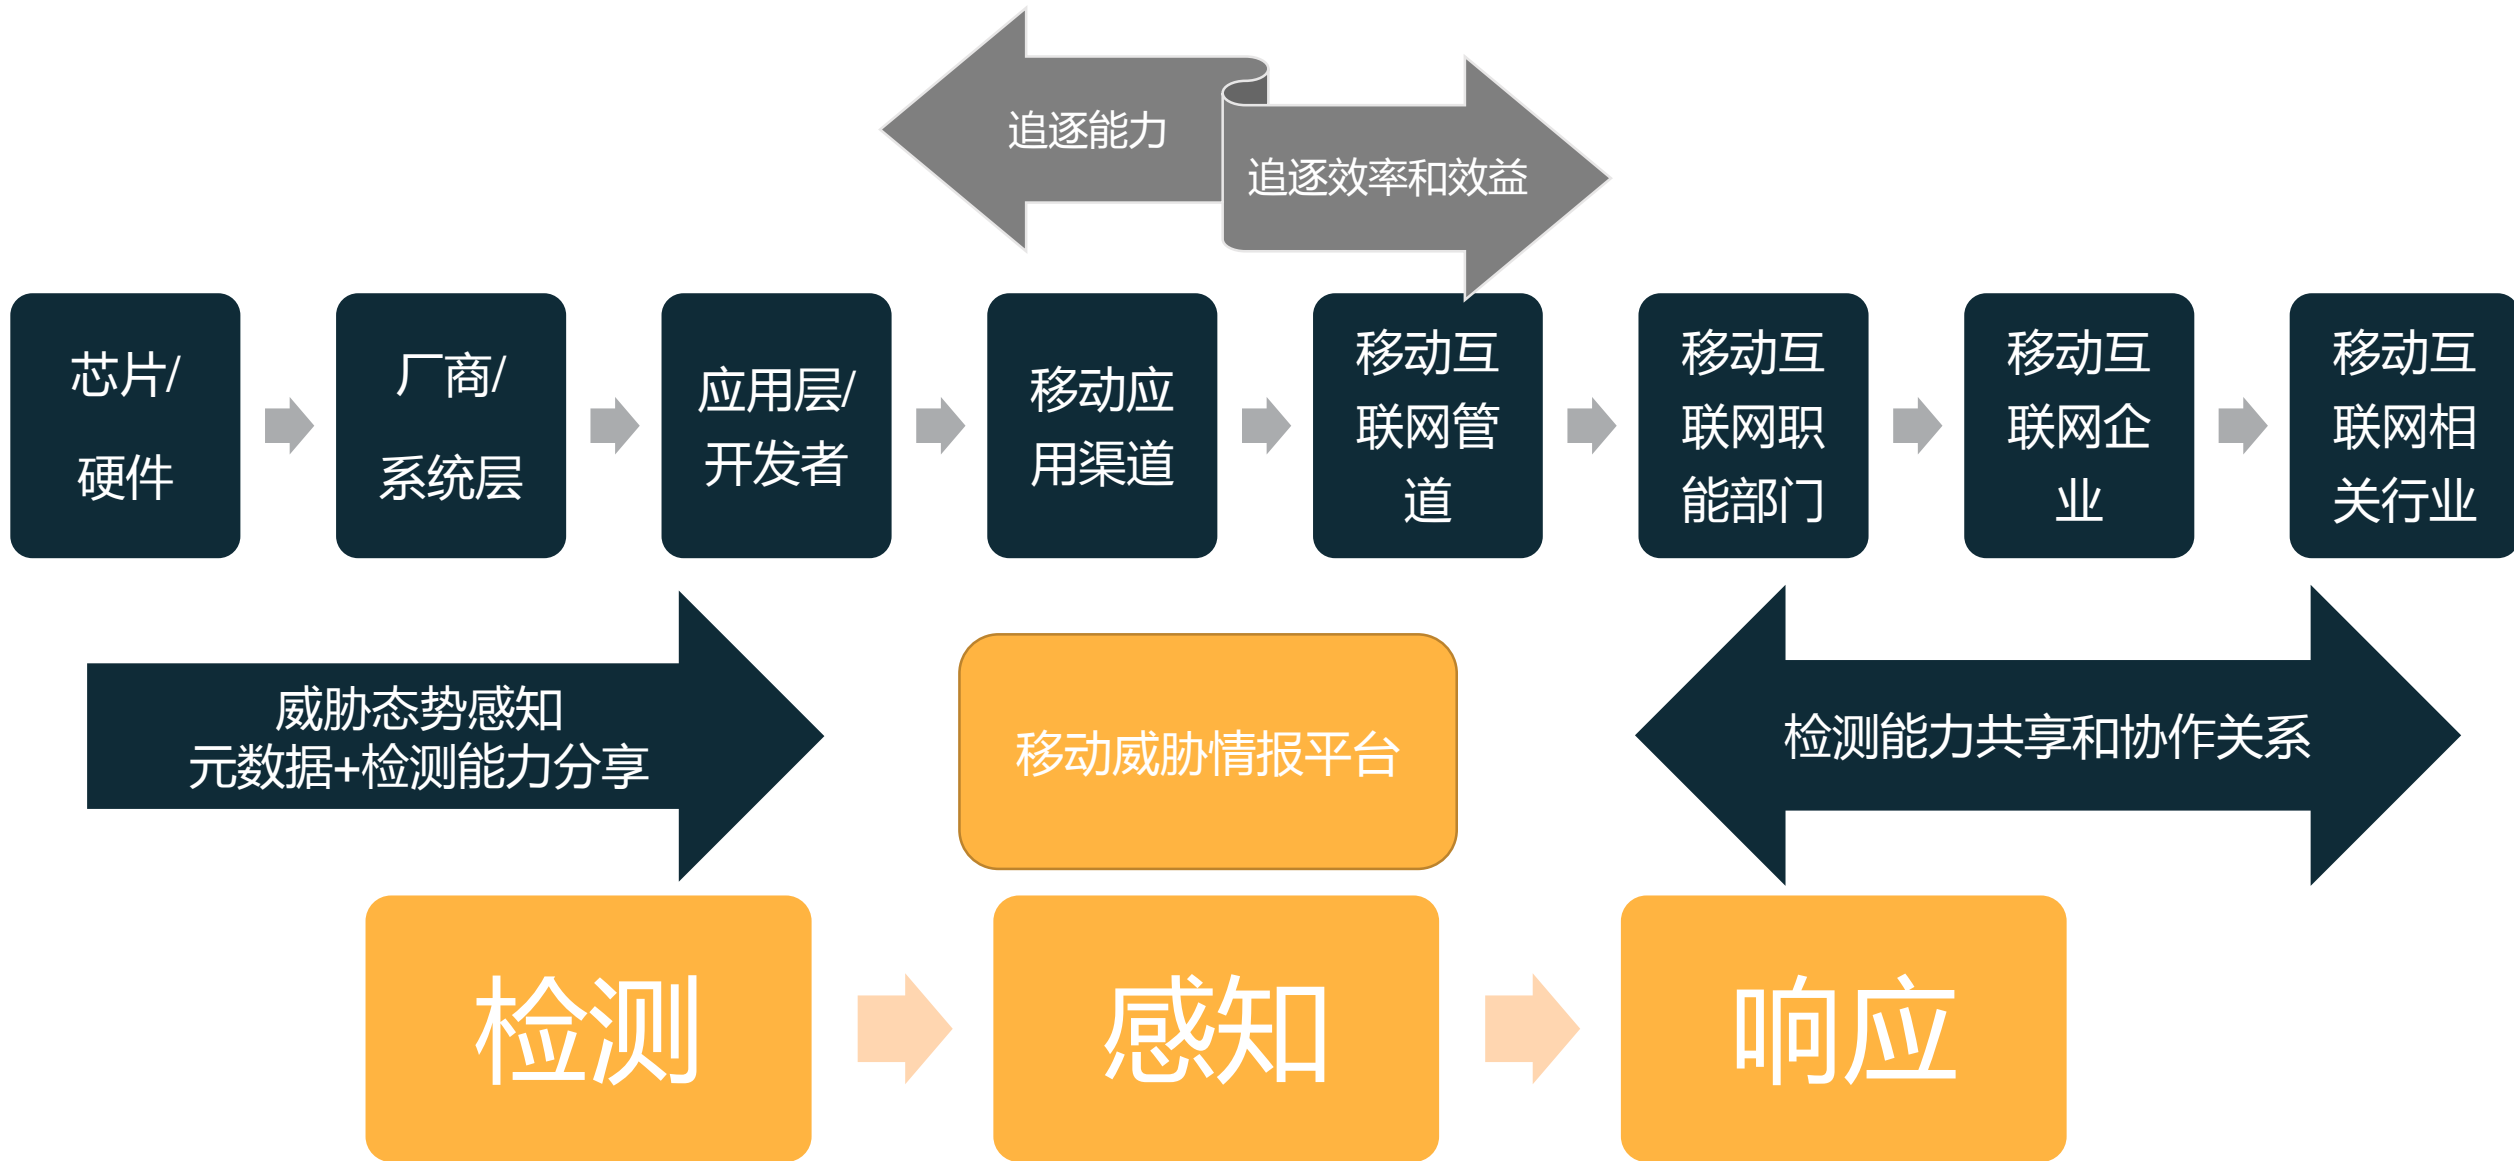 追逐能力
追逐效率和效益
芯片/
硬件
厂商/
系统层
应用层/
开发者
移动应
用渠道
移动互
联网管
道
移动互
联网职
能部门
移动互
联网企
业
移动互
联网相
关行业
威胁态势感知
元数据+检测能力分享
移动威胁情报平台
检测能力共享和协作关系
检测
感知
响应